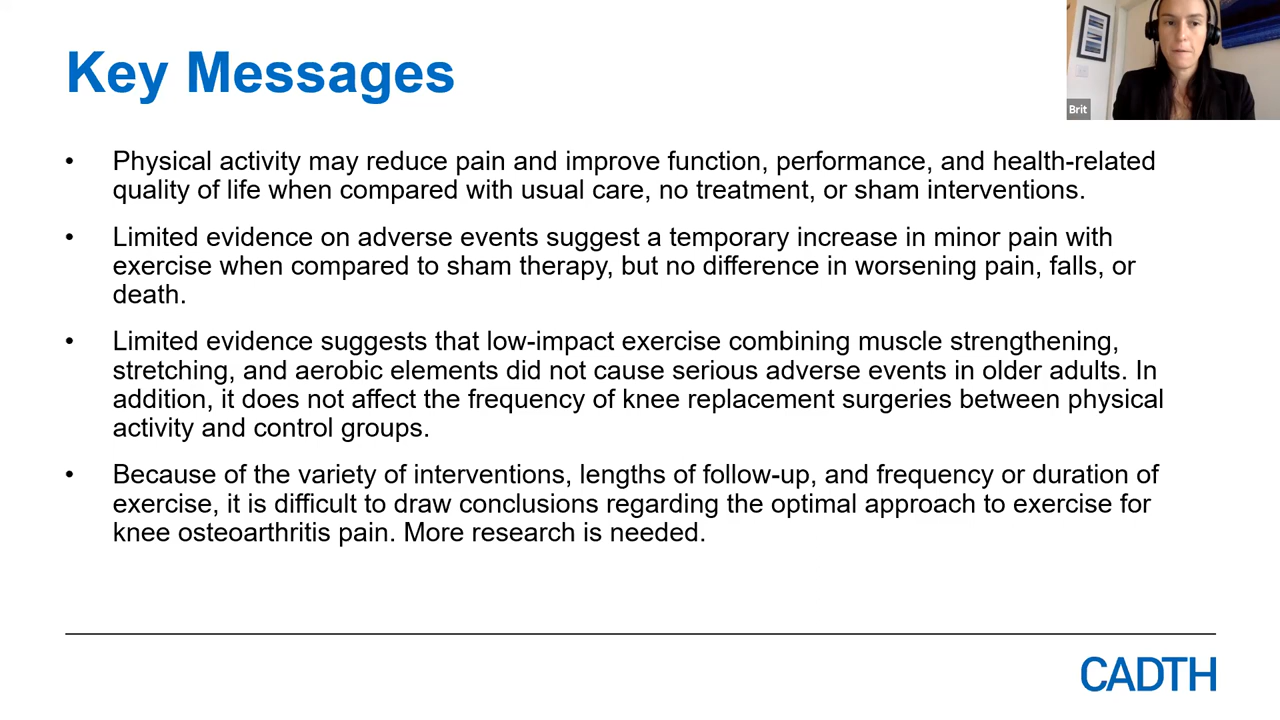 Key Messages
Brit
• Physical activity may reduce pain and improve function, performance, and health-related
quality of life when compared with usual care, no treatment, or sham interventions.
• Limited evidence on adverse events suggest a temporary increase in minor pain with
exercise when compared to sham therapy, but no difference in worsening pain, falls, or
death.
• Limited evidence suggests that low-impact exercise combining muscle strengthening,
stretching, and aerobic elements did not cause serious adverse events in older adults. In
addition, it does not affect the frequency of knee replacement surgeries between physical
activity and control groups.
• Because of the variety of interventions, lengths of follow-up, and frequency or duration of
exercise, it is difficult to draw conclusions regarding the optimal approach to exercise for
knee osteoarthritis pain. More research is needed.
CADTH